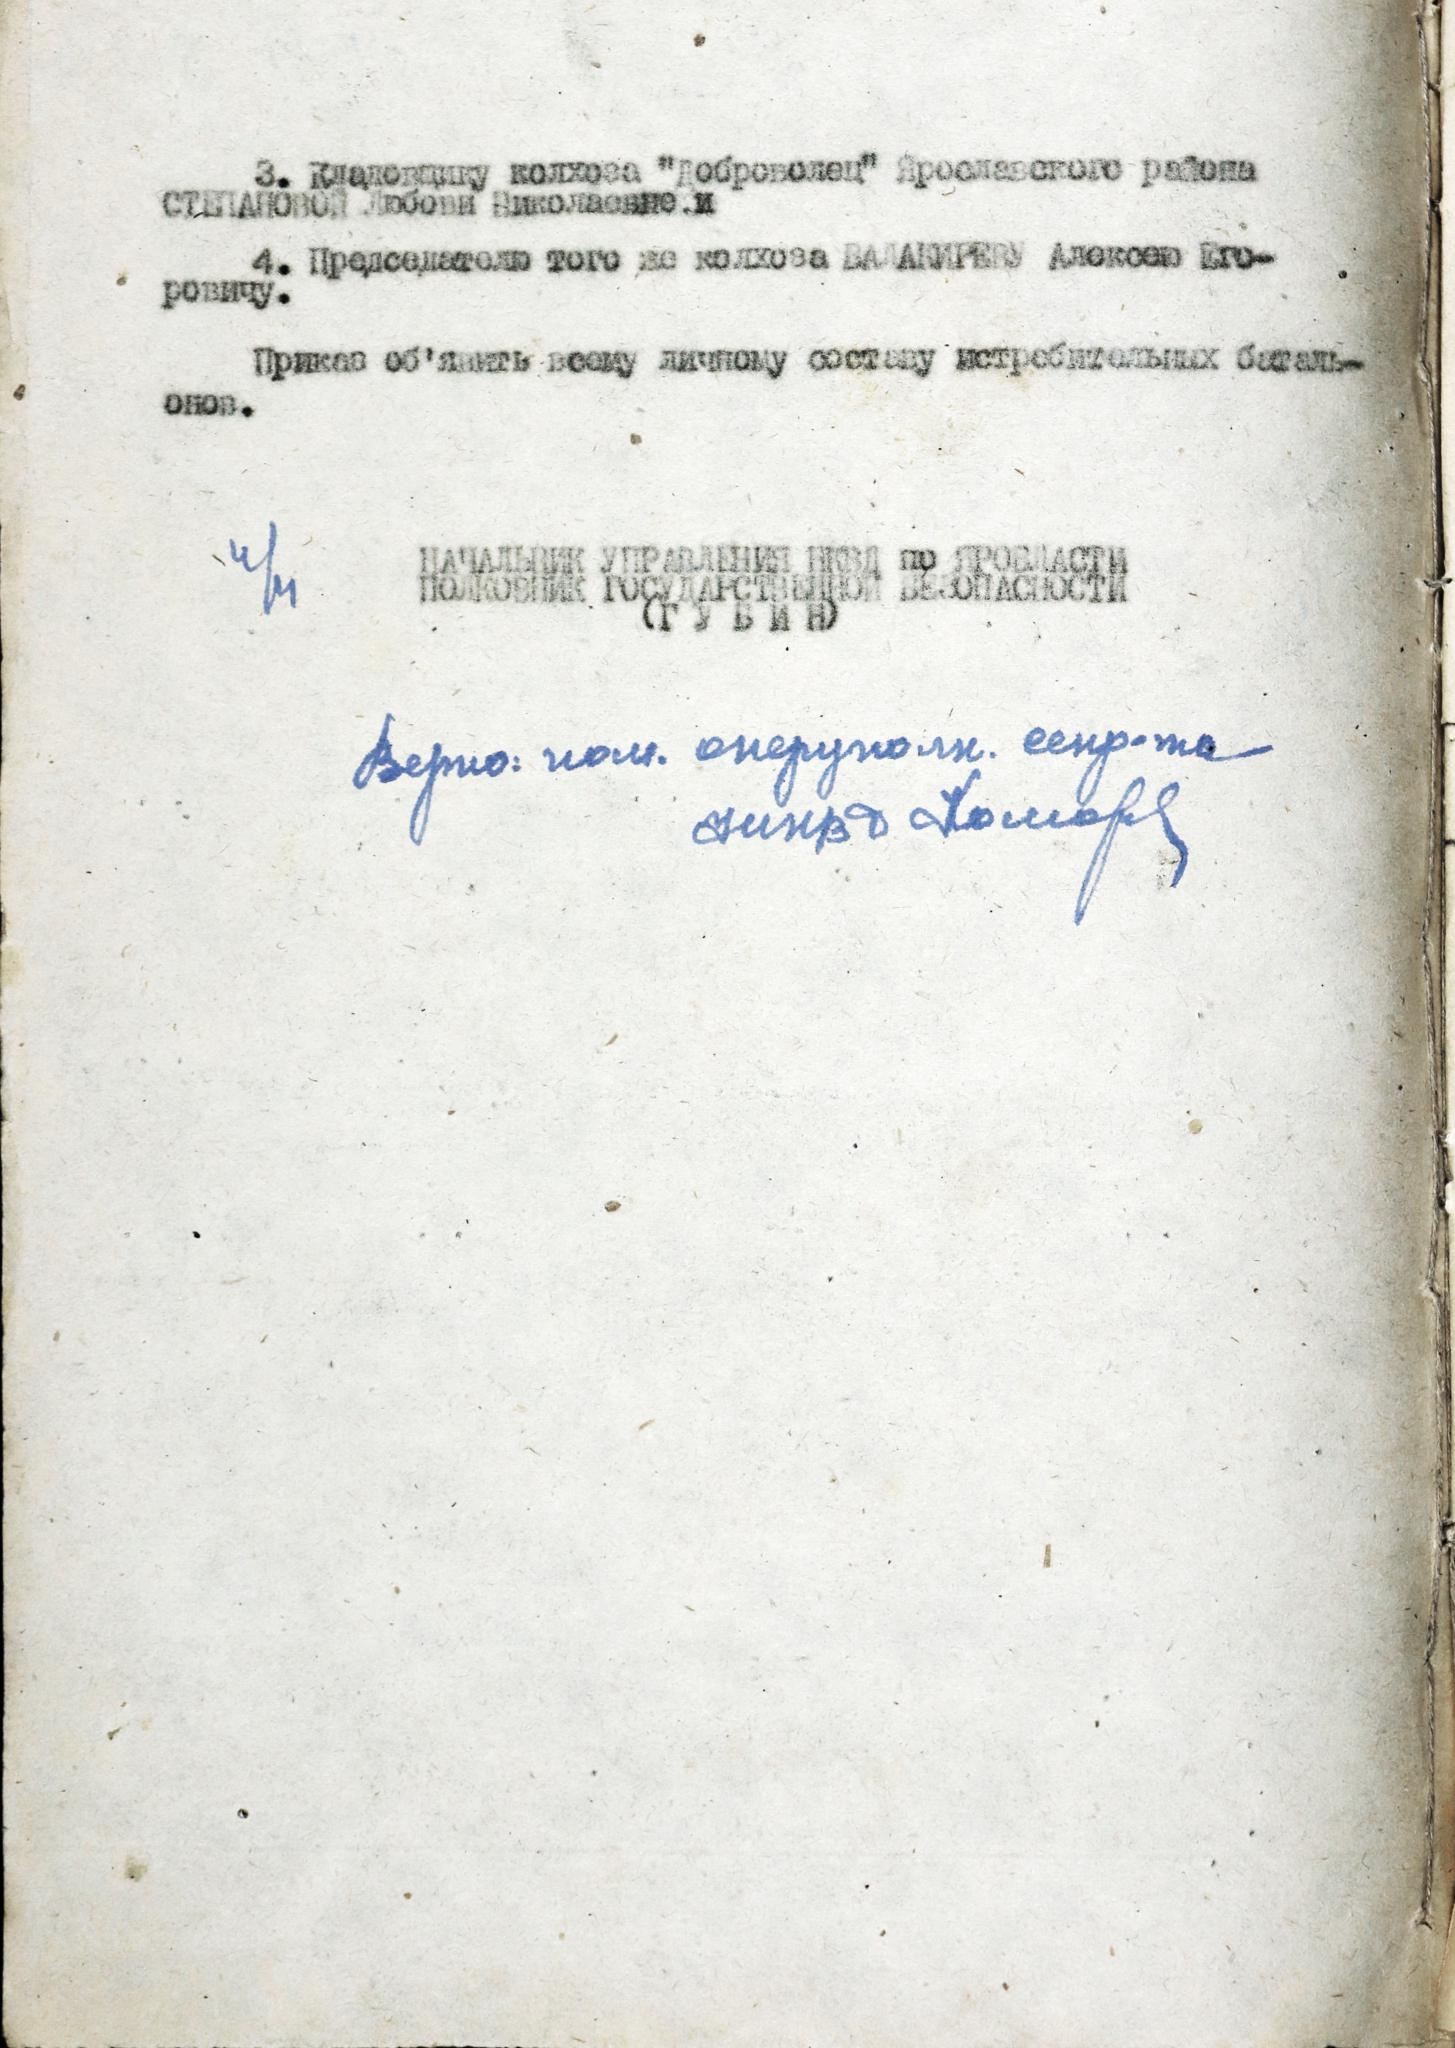 3. Кладовщику колхоза "Доброволец" Ярославского района
СТЕПАНОВОЙ Любови Николаевне.и
4. Председателю того же колхоза БАЛАКИРЕВУ Алексею Его-
ровичу.
Приказ об'явить всему личному составу истребительных баталь-
онов.
п/п
НАЧАЛЬНИК УПРАВЛЕНИЯ НКВД по ЯРОБЛАСТИ
ПОЛКОВНИК ГОСУДАРСТВЕННОЙ БЕЗОПАСНОСТИ
(Г У Б И Н)
Верно: пом. оперуполн. секр-та